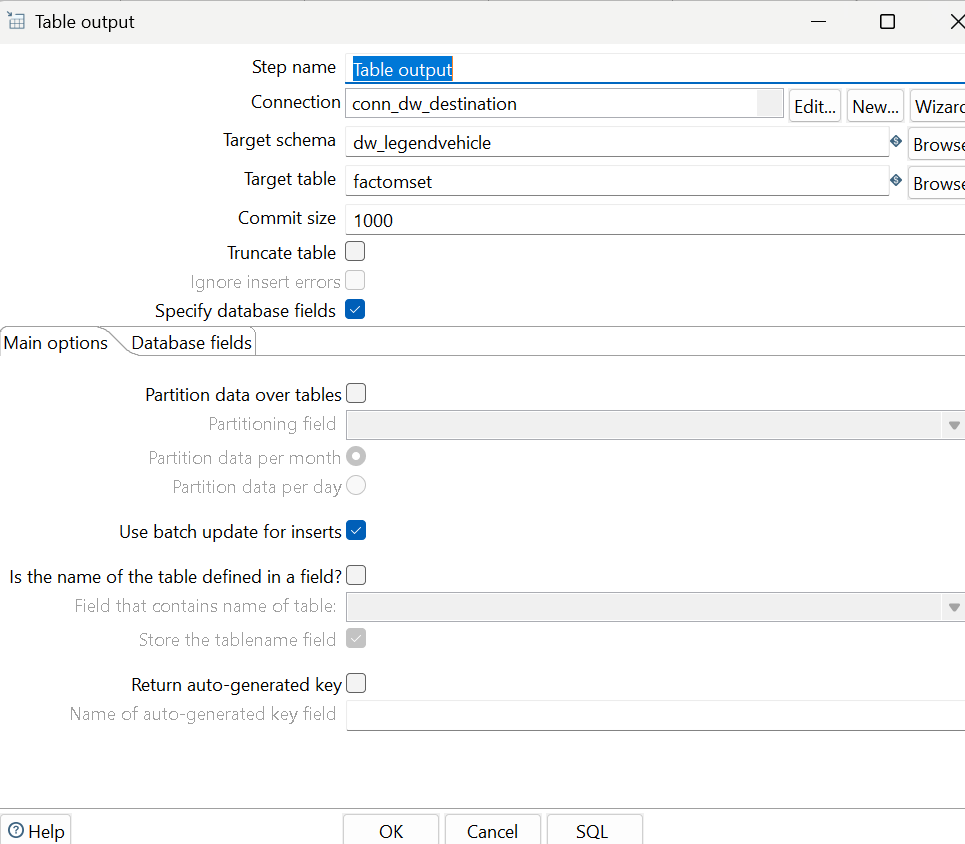 Table output
Step name Table output
Connection conn_dw_destination Edit... New... Wizard
Target schema dw_legendvehicle Browse
Target table factomset Browse
Commit size 1000
Truncate table
Ignore insert errors
Specify database fields
Main options Database fields
Partition data over tables
Partitioning field
Partition data per month
Partition data per day
Use batch update for inserts
Is the name of the table defined in a field?
Field that contains name of table:
Store the tablename field
Return auto-generated key
Name of auto-generated key field
Help OK Cancel SQL